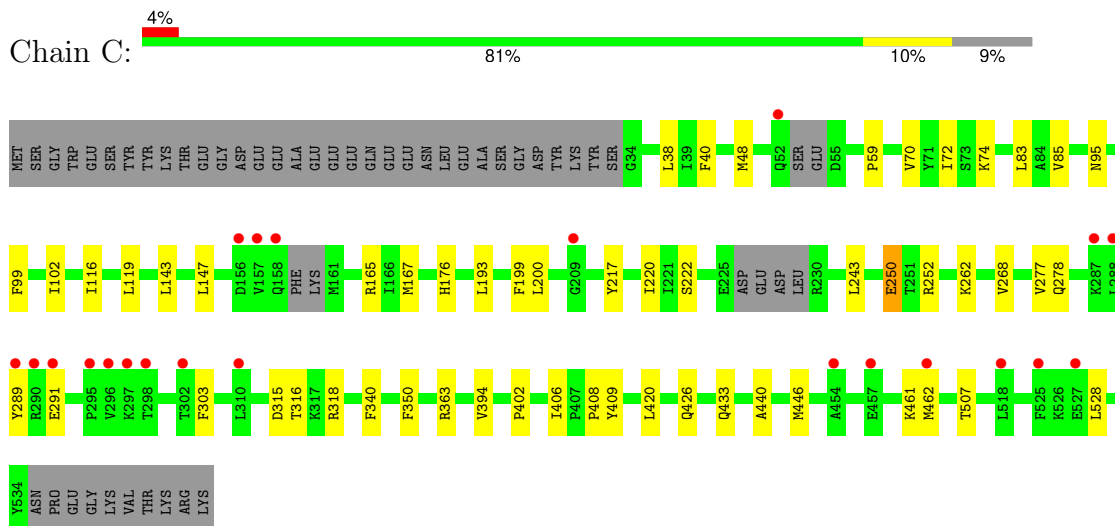 4%
Chain C:
81% 10% 9%
MET SER GLY TRP GLU SER TYR TYR LYS THR GLU GLY ASP GLU GLU ALA GLU GLU GLU GLN GLU GLU ASN LEU GLU ALA SER GLY ASP TYR LYS TYR SER G34 L38 I39 F40 M48 Q52 SER GLU D55 P59 V70 Y71 I72 S73 K74 L83 A84 V85 N95
F99 I102 I116 L119 L143 L147 D156 V157 Q158 PHE LYS M161 R165 I166 M167 H176 L193 F199 L200 G209 Y217 I220 I221 S222 E225 ASP GLU ASP LEU R230 L243 E250 T251 R252 K262 V268 V277 Q278 K287 L288
Y289 R290 E291 P295 V296 K297 T298 T302 F303 L310 D315 T316 K317 R318 F340 F350 R363 V394 P402 I406 P407 P408 Y409 L420 Q426 Q433 A440 M446 A454 E457 K461 M462 T507 L518 F525 K526 E527 L528
Y534 ASN PRO GLU GLY LYS VAL THR LYS ARG LYS